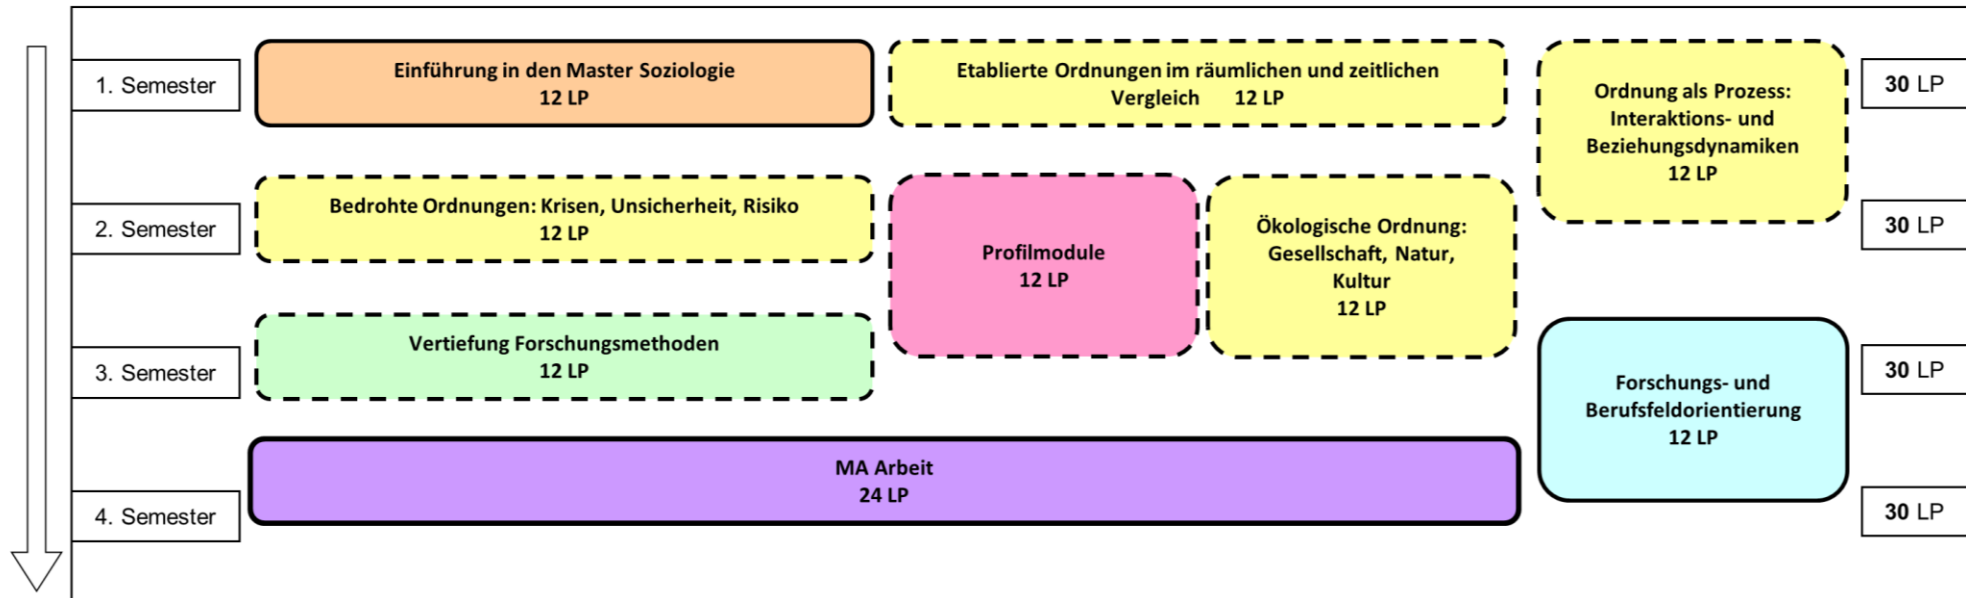 1. Semester
Einführung in den Master Soziologie
12 LP
Etablierte Ordnungen im räumlichen und zeitlichen
Vergleich 12 LP
Ordnung als Prozess:
Interaktions- und
Beziehungsdynamiken
12 LP
30 LP
2. Semester
Bedrohte Ordnungen: Krisen, Unsicherheit, Risiko
12 LP
Profilmodule
12 LP
Ökologische Ordnung:
Gesellschaft, Natur,
Kultur
12 LP
30 LP
3. Semester
Vertiefung Forschungsmethoden
12 LP
Forschungs- und
Berufsfeldorientierung
12 LP
30 LP
4. Semester
MA Arbeit
24 LP
30 LP